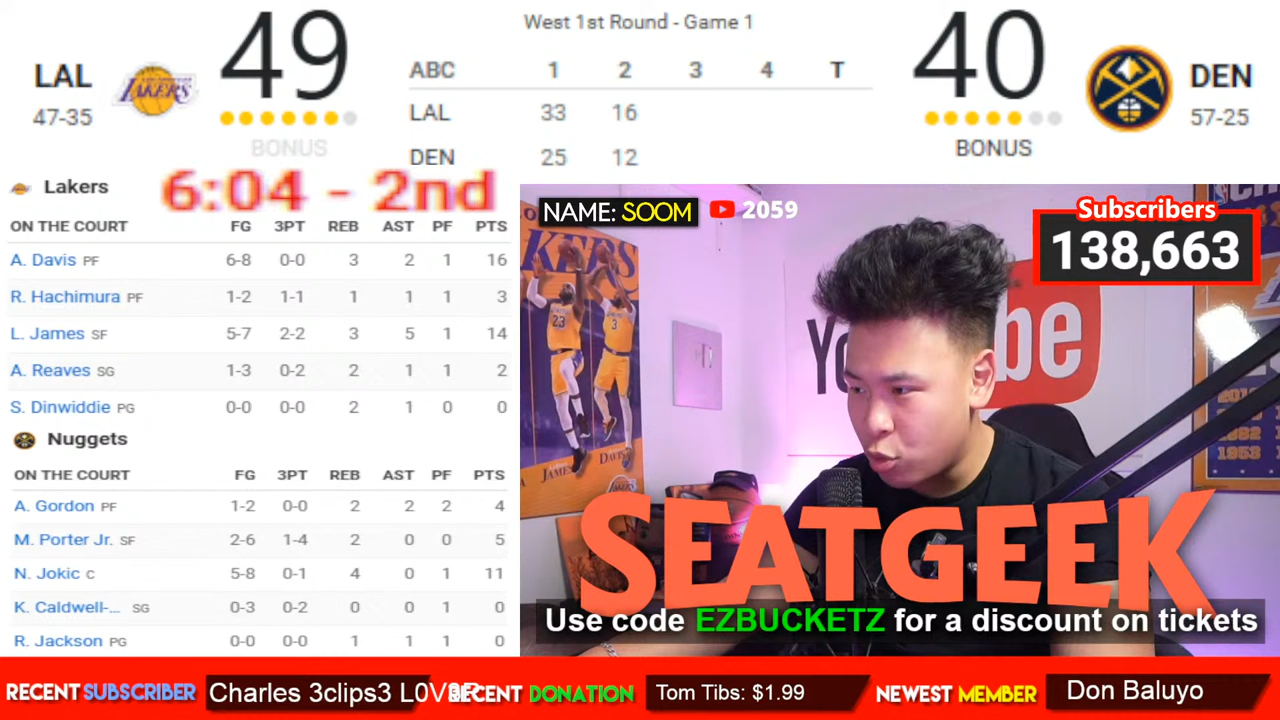 West 1st Round - Game 1
LAL 49 40 DEN
47-35 57-25
BONUS BONUS
ABC 1 2 3 4 T
LAL 33 16
DEN 25 12
6:04 - 2nd
Lakers
ON THE COURT FG 3PT REB AST PF PTS
A. Davis PF 6-8 0-0 3 2 1 16
R. Hachimura PF 1-2 1-1 1 1 1 3
L. James SF 5-7 2-2 3 5 1 14
A. Reaves SG 1-3 0-2 2 1 1 2
S. Dinwiddie PG 0-0 0-0 2 1 0 0
Nuggets
ON THE COURT FG 3PT REB AST PF PTS
A. Gordon PF 1-2 0-0 2 2 2 4
M. Porter Jr. SF 2-6 1-4 2 0 0 5
N. Jokic C 5-8 0-1 4 0 1 11
K. Caldwell-... SG 0-3 0-2 0 0 1 0
R. Jackson PG 0-0 0-0 1 1 1 0
NAME: SOOM 2059
Subscribers
138,663
LAKERS
23 3
JAMES DAVIS
YouTube
SEATGEEK
Use code EZBUCKETZ for a discount on tickets
RECENT SUBSCRIBER Charles 3clips3 L0V3R RECENT DONATION Tom Tibs: $1.99 NEWEST MEMBER Don Baluyo